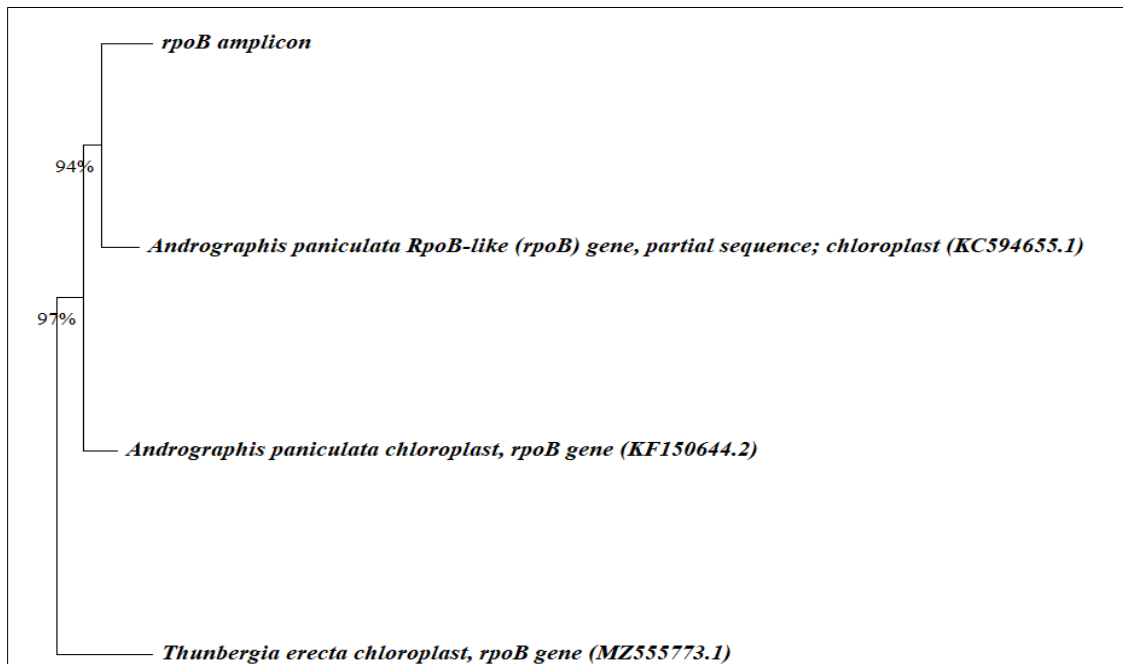 rpoB amplicon
94%
Andrographis paniculata RpoB-like (rpoB) gene, partial sequence; chloroplast (KC594655.1)
97%
Andrographis paniculata chloroplast, rpoB gene (KF150644.2)
Thunbergia erecta chloroplast, rpoB gene (MZ555773.1)